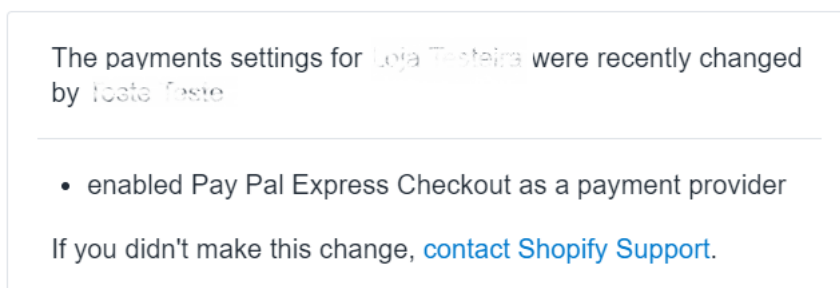 The payments settings for were recently changed
by
• enabled Pay Pal Express Checkout as a payment provider
If you didn't make this change, contact Shopify Support.